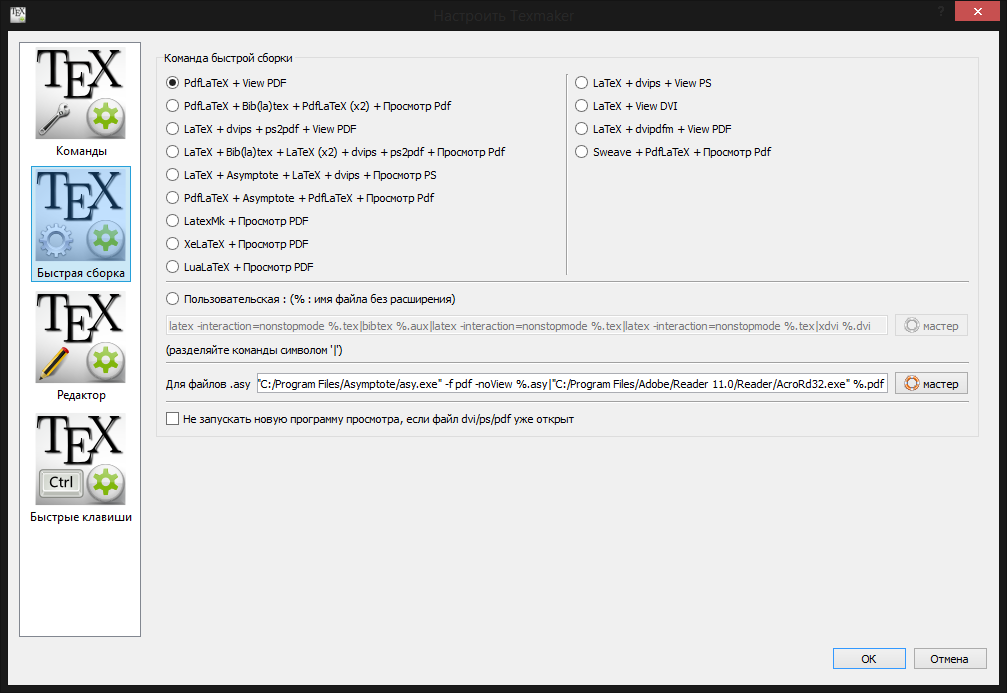 TEX
Настроить Texmaker
?
TEX
Команды
TEX
Быстрая сборка
TEX
Редактор
TEX
Ctrl
Быстрые клавиши
Команда быстрой сборки
PdfLaTeX + View PDF
PdfLaTeX + Bib(la)tex + PdfLaTeX (x2) + Просмотр Pdf
LaTeX + dvips + ps2pdf + View PDF
LaTeX + Bib(la)tex + LaTeX (x2) + dvips + ps2pdf + Просмотр Pdf
LaTeX + Asymptote + LaTeX + dvips + Просмотр PS
PdfLaTeX + Asymptote + PdfLaTeX + Просмотр Pdf
LatexMk + Просмотр PDF
XeLaTeX + Просмотр PDF
LuaLaTeX + Просмотр PDF
LaTeX + dvips + View PS
LaTeX + View DVI
LaTeX + dvipdfm + View PDF
Sweave + PdfLaTeX + Просмотр Pdf
Пользовательская : (% : имя файла без расширения)
latex -interaction=nonstopmode %.tex|bibtex %.aux|latex -interaction=nonstopmode %.tex|latex -interaction=nonstopmode %.tex|xdvi %.dvi
мастер
(разделяйте команды символом '|')
Для файлов .asy
"C:/Program Files/Asymptote/asy.exe" -f pdf -noView %.asy|"C:/Program Files/Adobe/Reader 11.0/Reader/AcroRd32.exe" %.pdf
мастер
Не запускать новую программу просмотра, если файл dvi/ps/pdf уже открыт
OK
Отмена